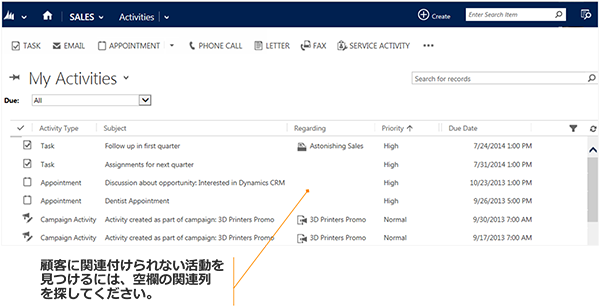 SALES Activities Create Enter Search Item
TASK EMAIL APPOINTMENT PHONE CALL LETTER FAX SERVICE ACTIVITY •••
My Activities Search for records
Due: All
Activity Type Subject Regarding Priority ↑ Due Date
Task Follow up in first quarter Astonishing Sales High 7/24/2014 1:00 PM
Task Assignments for next quarter High 7/31/2014 1:00 PM
Appointment Discussion about opportunity: Interested in Dynamics CRM High 10/23/2013 1:00 PM
Appointment Dentist Appointment High 9/26/2013 5:00 PM
Campaign Activity Activity created as part of campaign: 3D Printers Promo 3D Printers Promo Normal 9/30/2013 7:00 AM
Campaign Activity Activity created as part of campaign: 3D Printers Promo 3D Printers Promo Normal 9/17/2013 7:00 AM
顧客に関連付けられない活動を
見つけるには、空欄の関連列
を探してください。